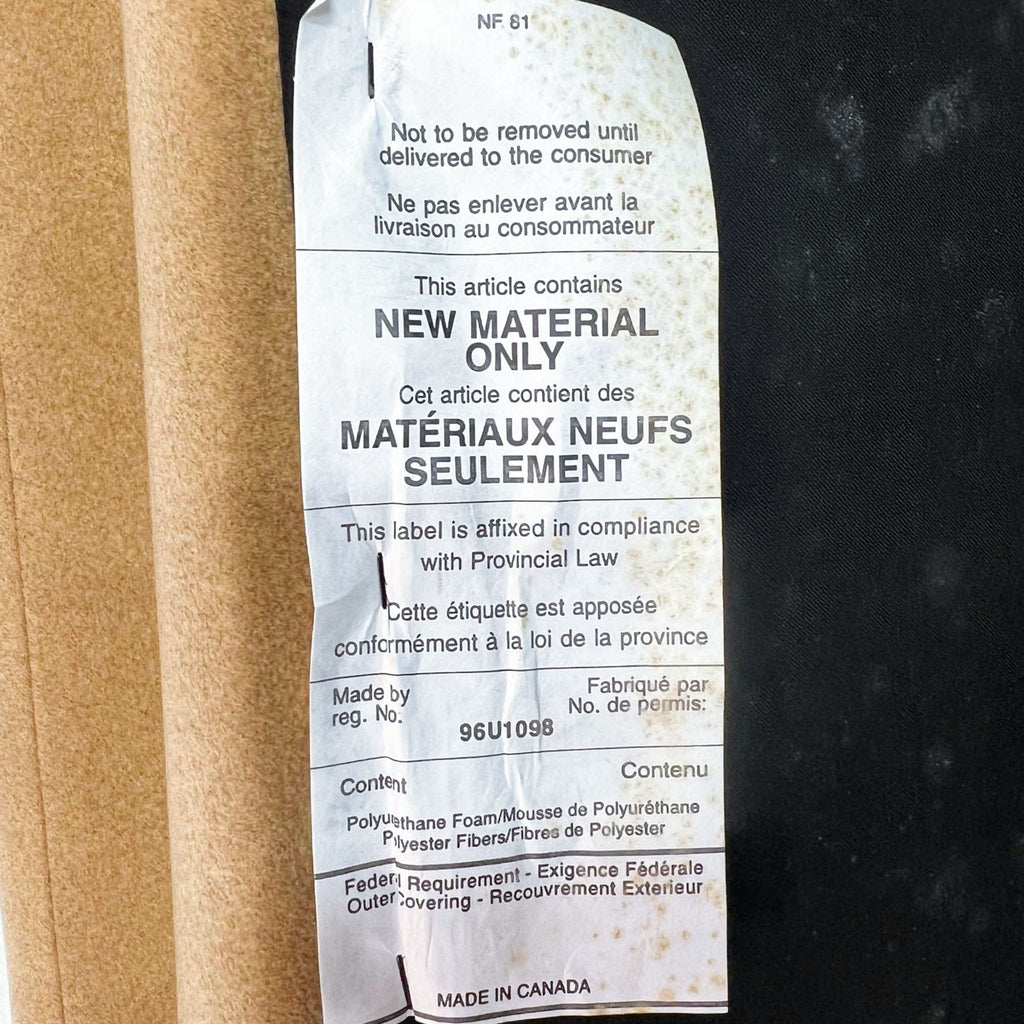 NF 81
Not to be removed until
delivered to the consumer
Ne pas enlever avant la
livraison au consommateur
This article contains
NEW MATERIAL
ONLY
Cet article contient des
MATÉRIAUX NEUFS
SEULEMENT
This label is affixed in compliance
with Provincial Law
Cette étiquette est apposée
conformément à la loi de la province
Made by
reg. No:
Fabriqué par
No. de permis:
96U1098
Content
Contenu
Polyurethane Foam/Mousse de Polyuréthane
Polyester Fibers/Fibres de Polyester
Federal Requirement - Exigence Fédérale
Outer Covering - Recouvrement Exterieur
MADE IN CANADA